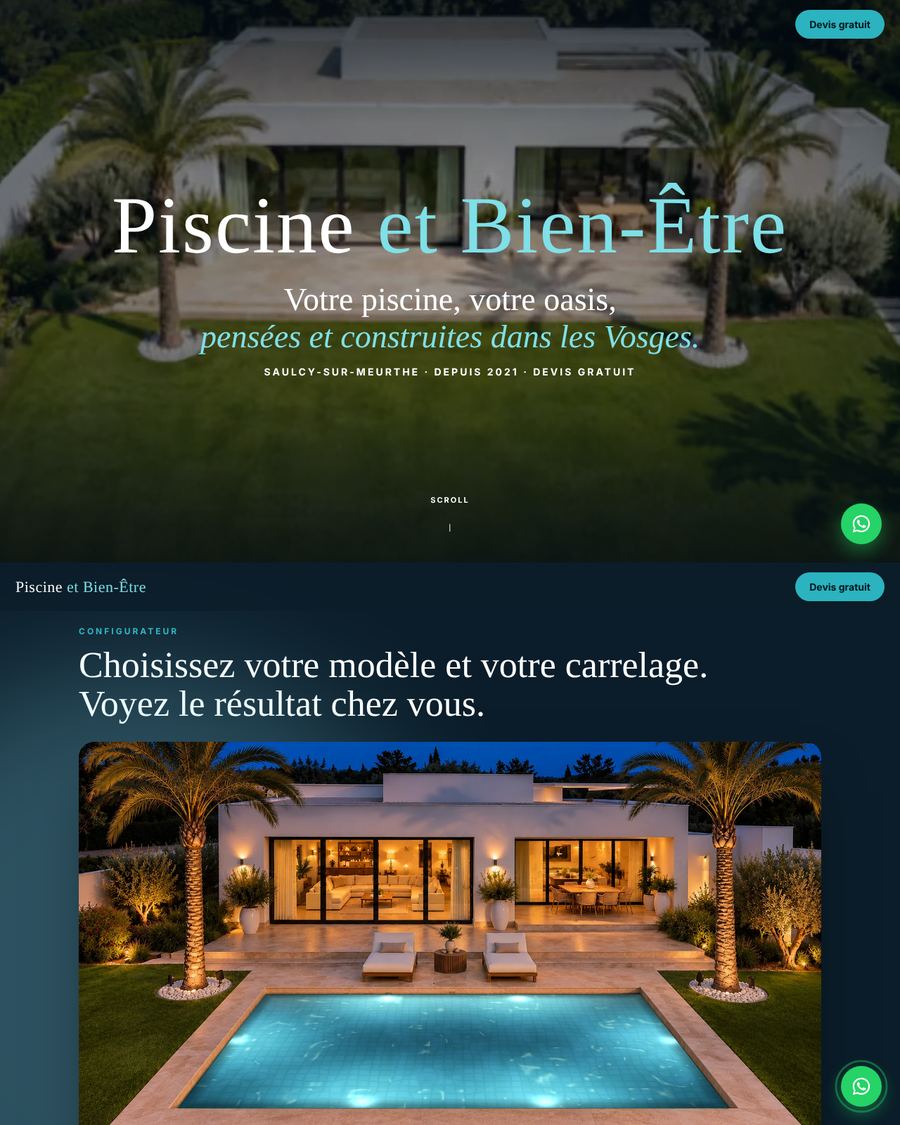 Devis gratuit
Piscine et Bien-Être
Votre piscine, votre oasis,
pensées et construites dans les Vosges.
SAULCY-SUR-MEURTHE · DEPUIS 2021 · DEVIS GRATUIT
SCROLL
Piscine et Bien-Être
Devis gratuit
CONFIGURATEUR
Choisissez votre modèle et votre carrelage.
Voyez le résultat chez vous.